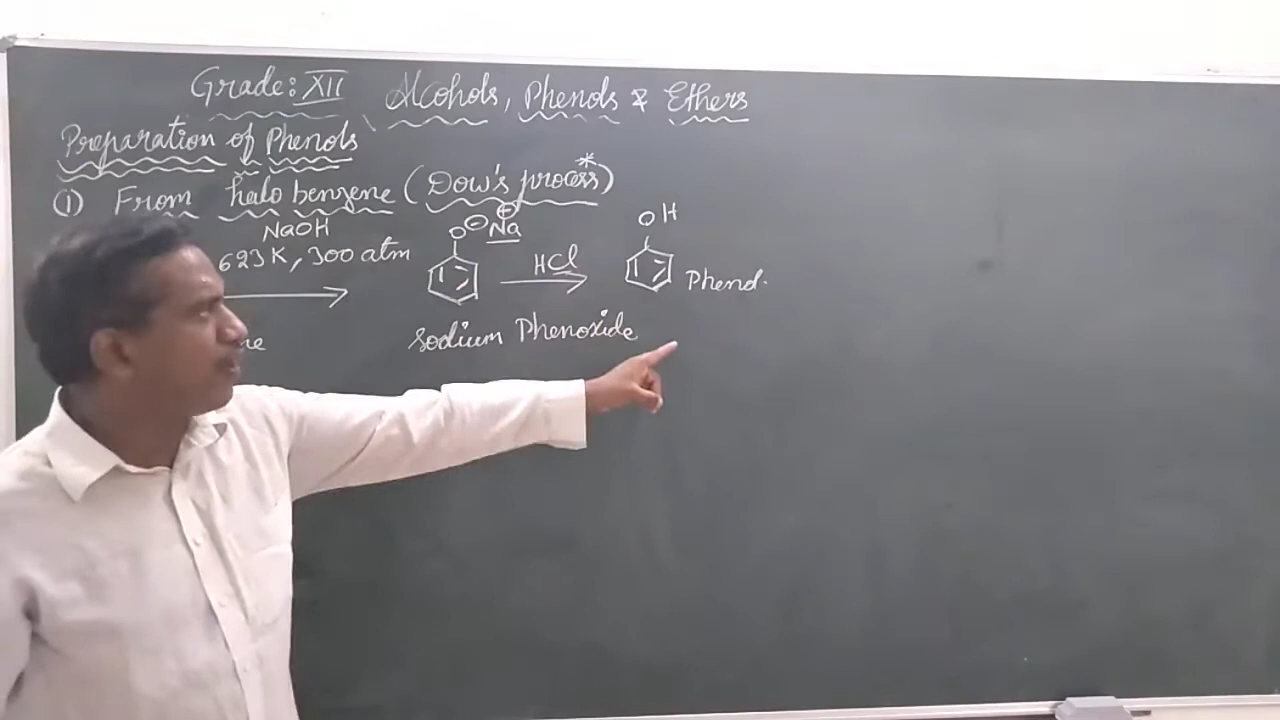 Grade: XII Alcohols, Phenols & Ethers
Preparation of Phenols
① From halo benzene (Dow's process*)
NaOH
623K, 300 atm
O⊖ Na⊕
HCl
OH
Phenol.
Sodium Phenoxide